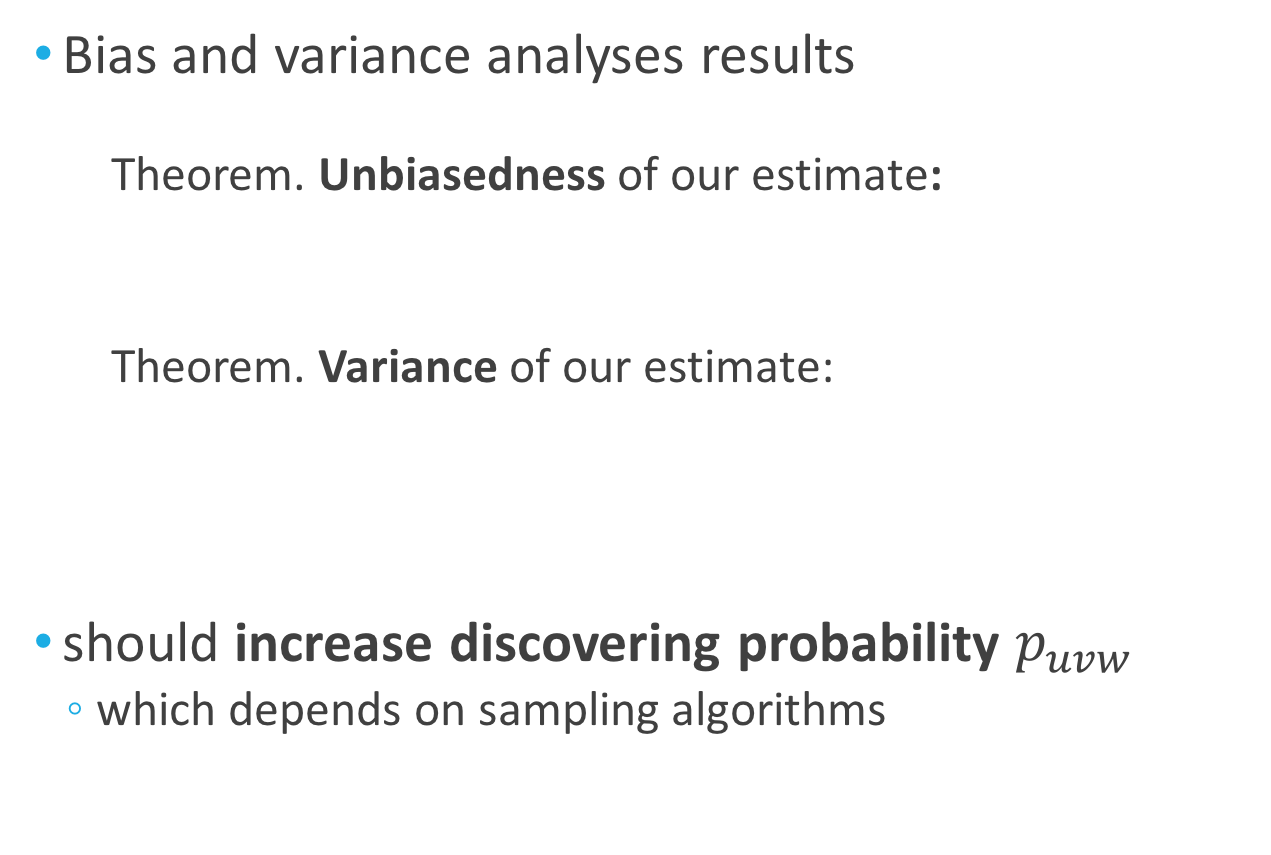 • Bias and variance analyses results
Theorem. Unbiasedness of our estimate:
Theorem. Variance of our estimate:
• should increase discovering probability 𝑝𝑢𝑣𝑤
◦ which depends on sampling algorithms